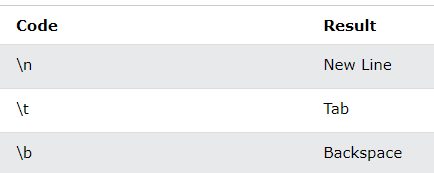 Code Result
\n New Line
\t Tab
\b Backspace